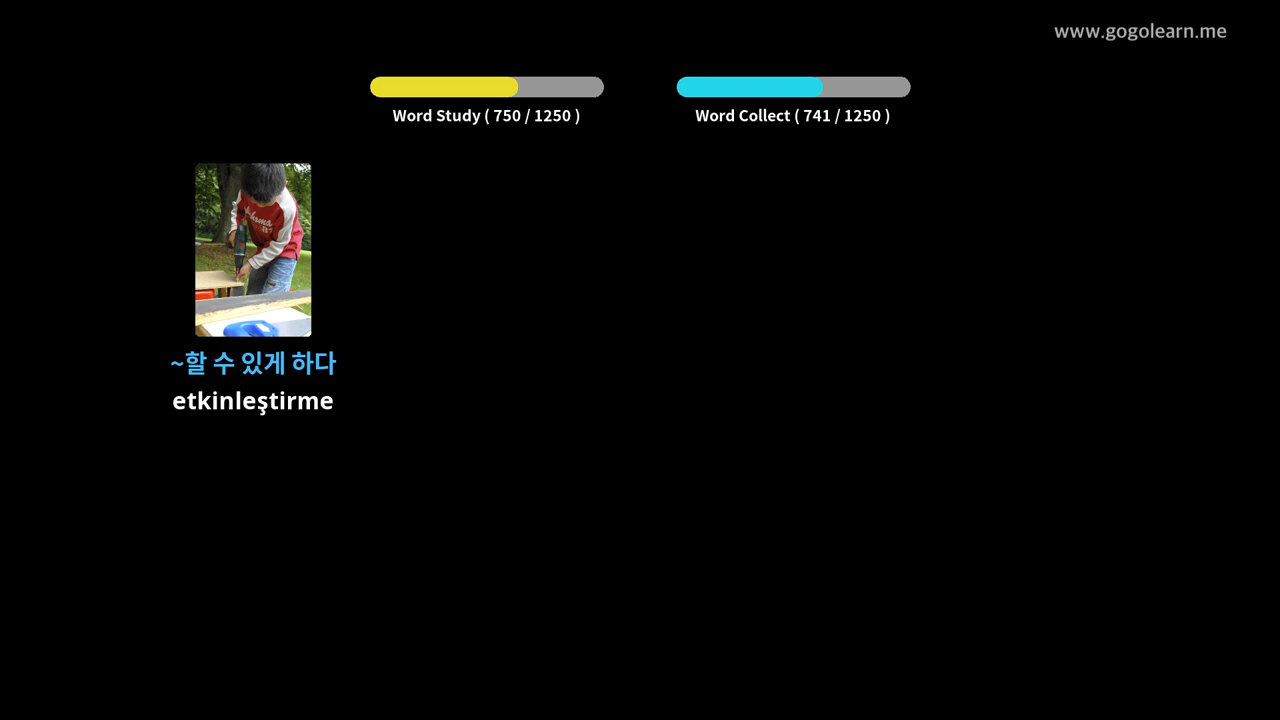 www.gogolearn.me
Word Study ( 750 / 1250 )
Word Collect ( 741 / 1250 )
~할 수 있게 하다
etkinleştirme